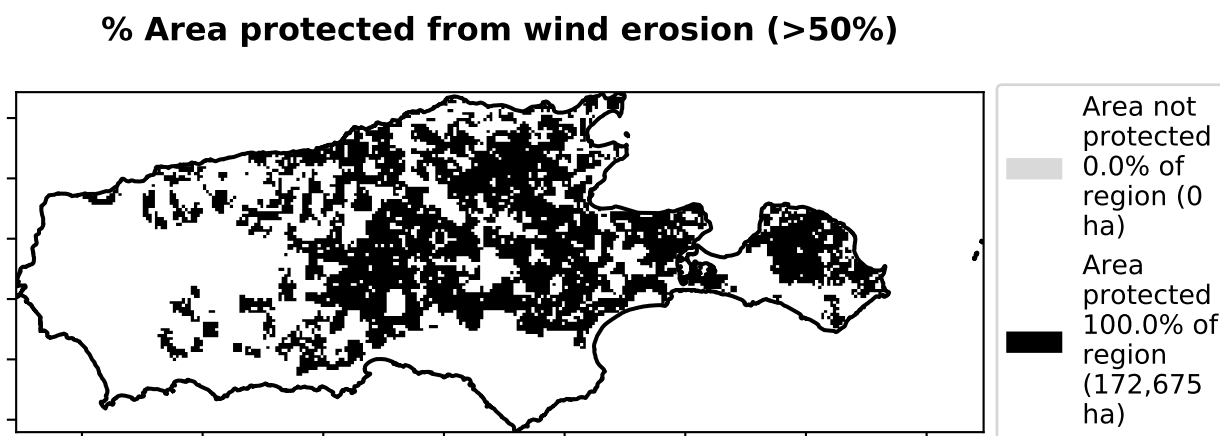 % Area protected from wind erosion (>50%)
Area not
protected
0.0% of
region (0
ha)
Area
protected
100.0% of
region
(172,675
ha)